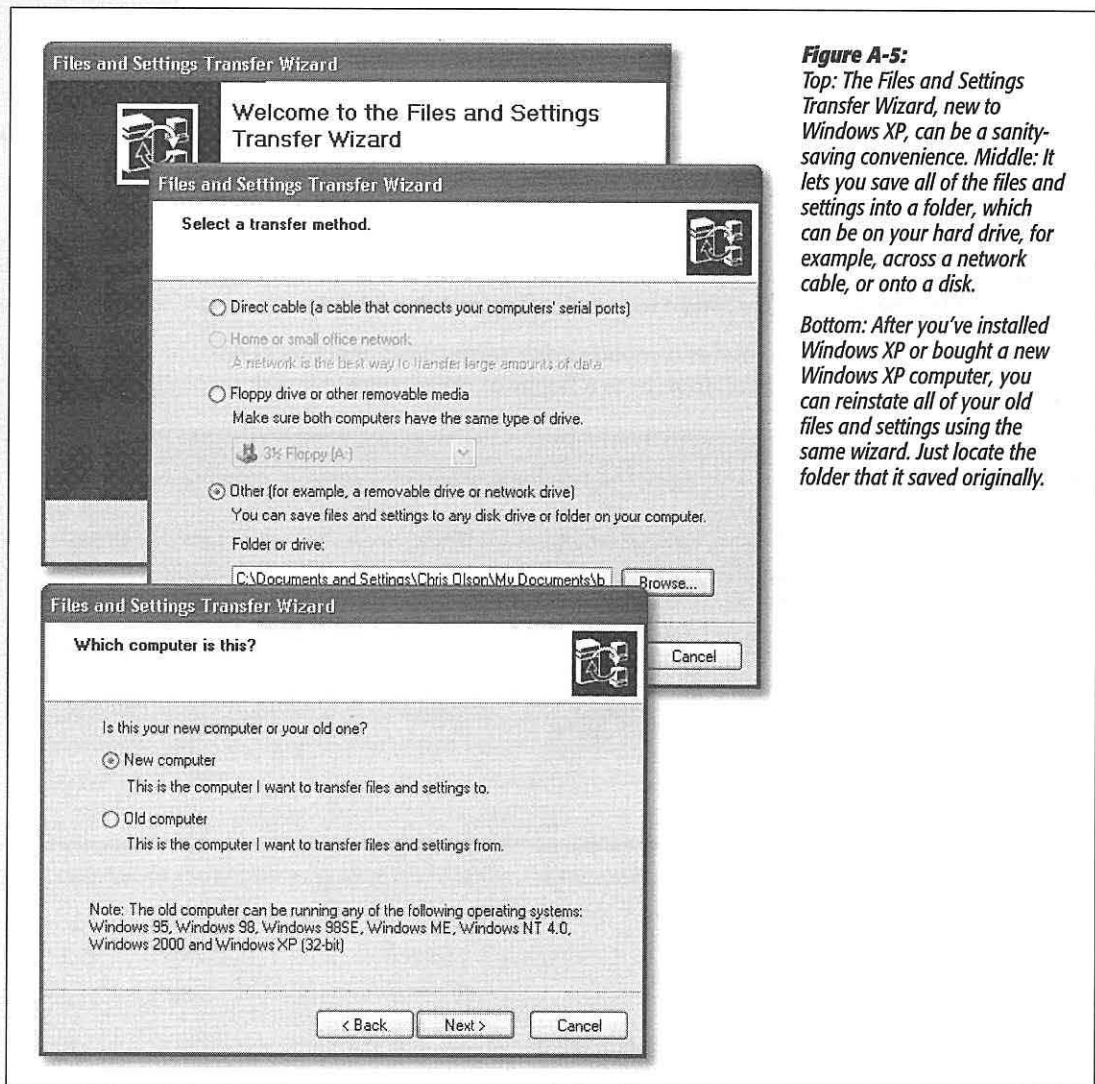 Files and Settings Transfer Wizard
Welcome to the Files and Settings
Transfer Wizard
Files and Settings Transfer Wizard
Select a transfer method.
Direct cable (a cable that connects your computers' serial ports)
Home or small office network
A network is the best way to transfer large amounts of data.
Floppy drive or other removable media
Make sure both computers have the same type of drive.
3½ Floppy (A:)
Other (for example, a removable drive or network drive)
You can save files and settings to any disk drive or folder on your computer.
Folder or drive:
C:\Documents and Settings\Chris Olson\My Documents\b
Browse...
Cancel
Files and Settings Transfer Wizard
Which computer is this?
Is this your new computer or your old one?
New computer
This is the computer I want to transfer files and settings to.
Old computer
This is the computer I want to transfer files and settings from.
Note: The old computer can be running any of the following operating systems:
Windows 95, Windows 98, Windows 98SE, Windows ME, Windows NT 4.0,
Windows 2000 and Windows XP (32-bit)
< Back
Next >
Cancel
Figure A-5:
Top: The Files and Settings
Transfer Wizard, new to
Windows XP, can be a sanity-
saving convenience. Middle: It
lets you save all of the files and
settings into a folder, which
can be on your hard drive, for
example, across a network
cable, or onto a disk.
Bottom: After you've installed
Windows XP or bought a new
Windows XP computer, you
can reinstate all of your old
files and settings using the
same wizard. Just locate the
folder that it saved originally.